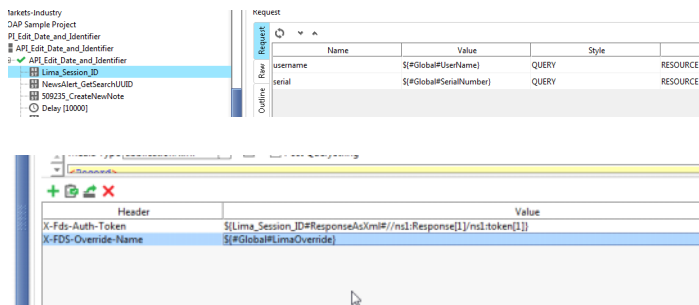 Markets-Industry
OAP Sample Project
PI_Edit_Date_and_Identifier
API_Edit_Date_and_Identifier
API_Edit_Date_and_Identifier
Lima_Session_ID
NewsAlert_GetSearchUUID
509235_CreateNewNote
Delay [10000]
Request
Request
Raw
Outline
Name Value Style
username ${#Global#UserName} QUERY RESOURCE
serial ${#Global#SerialNumber} QUERY RESOURCE
<Record>
Header Value
X-Fds-Auth-Token ${Lima_Session_ID#ResponseAsXml#//ns1:Response[1]/ns1:token[1]}
X-FDS-Override-Name ${#Global#LimaOverride}